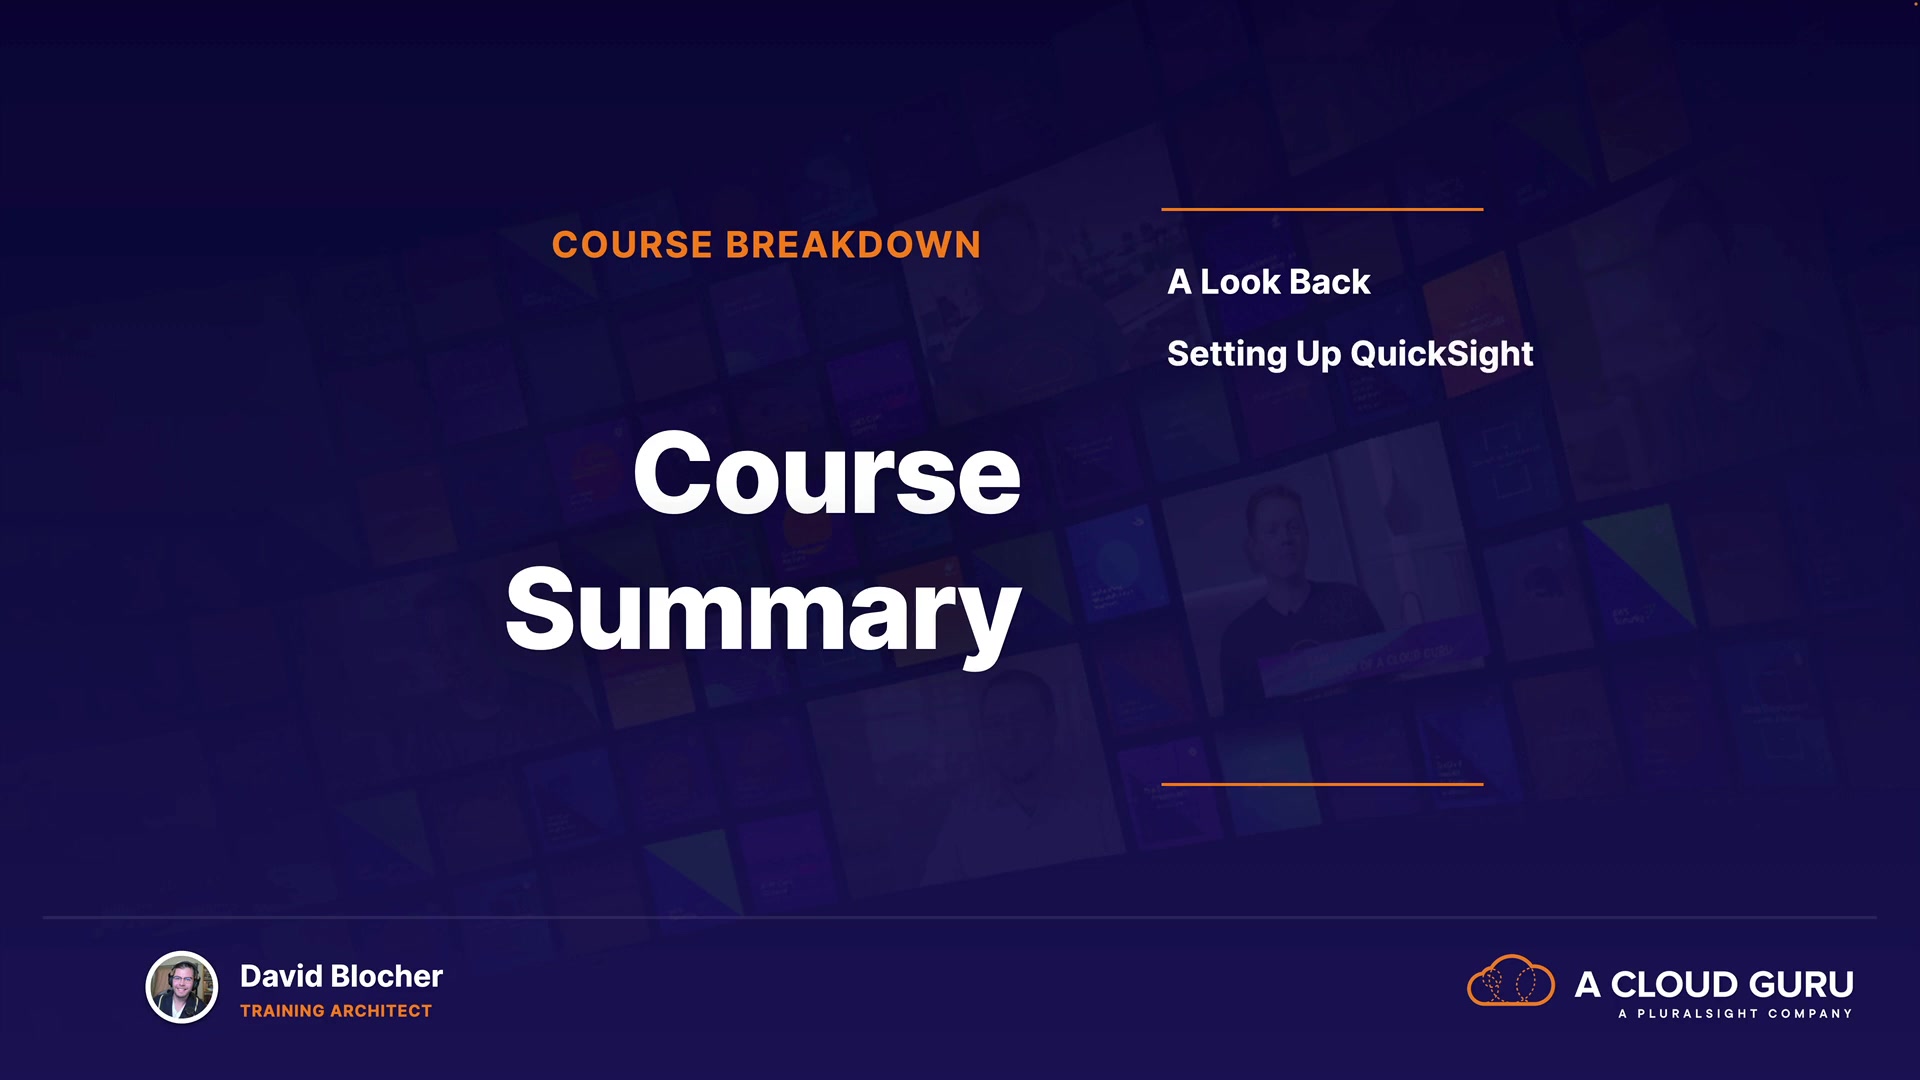 COURSE BREAKDOWN
Course
Summary
A Look Back
Setting Up QuickSight
David Blocher
TRAINING ARCHITECT
A CLOUD GURU
A PLURALSIGHT COMPANY